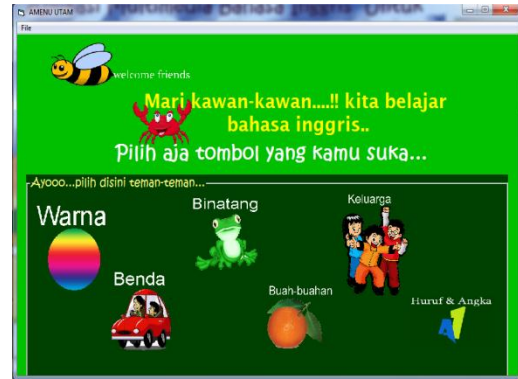 AMENU UTAM
File
welcome friends
Mari kawan-kawan....!! kita belajar
bahasa inggris..
Pilih aja tombol yang kamu suka...
Ayooo...pilih disini teman-teman...
Warna
Binatang
Keluarga
Benda
Buah-buahan
Huruf & Angka
A1